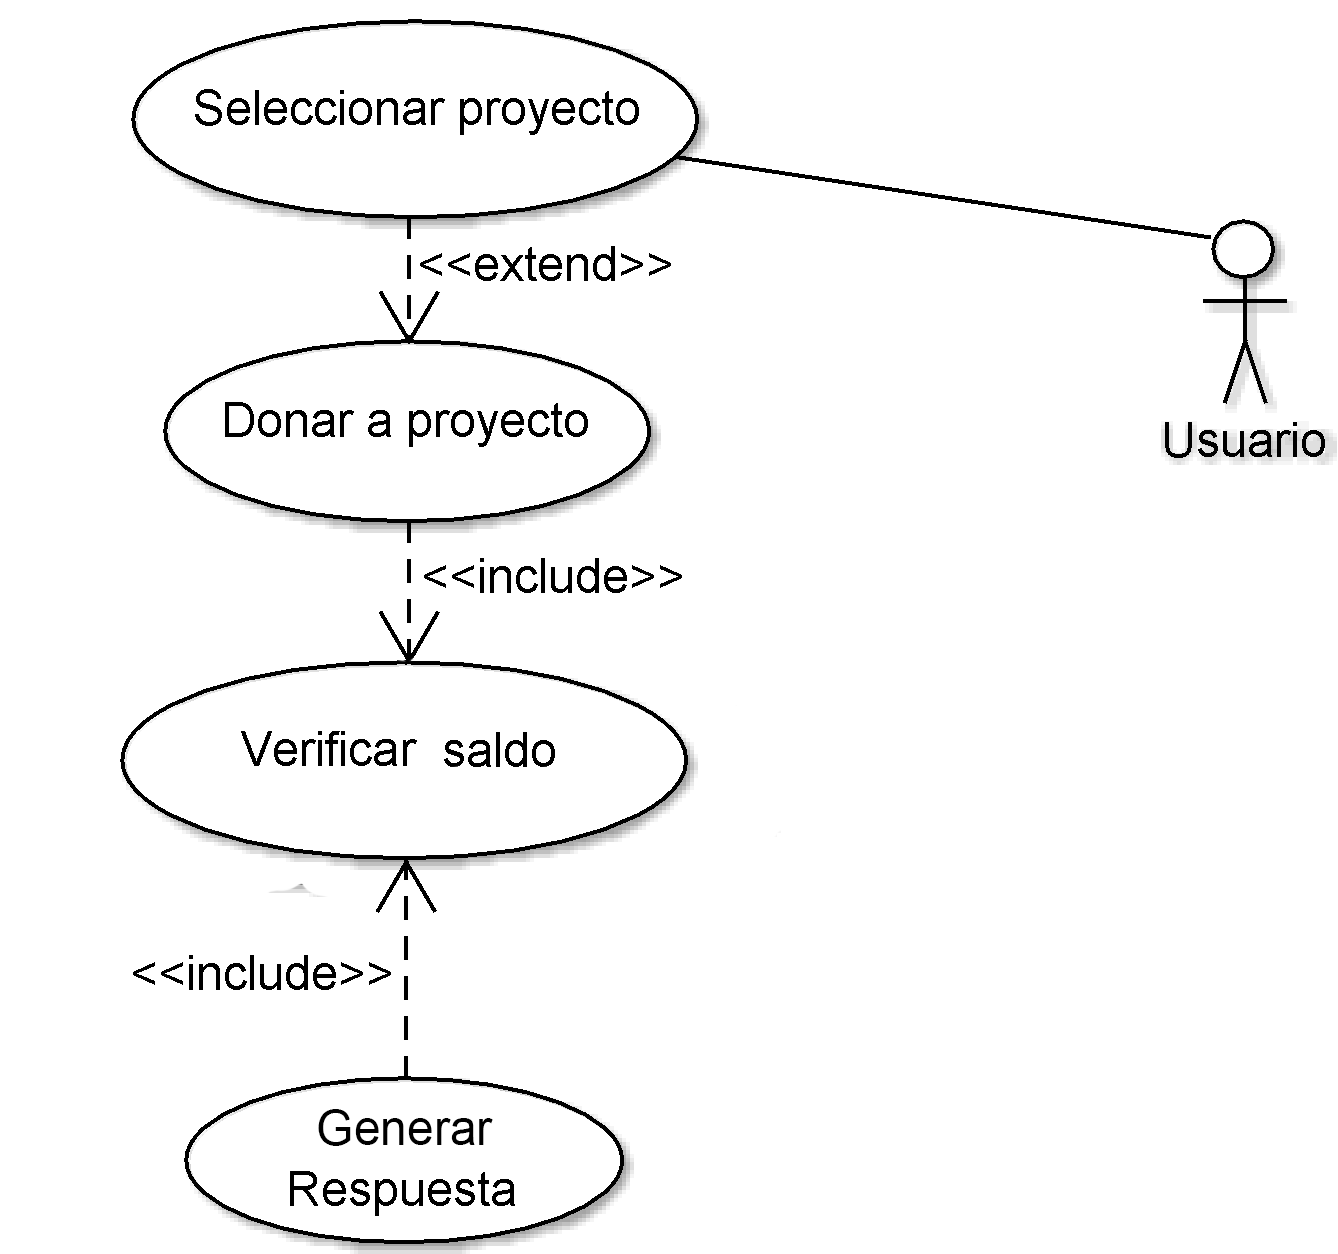 Seleccionar proyecto
<<extend>>
Donar a proyecto
Usuario
<<include>>
Verificar saldo
<<include>>
Generar
Respuesta